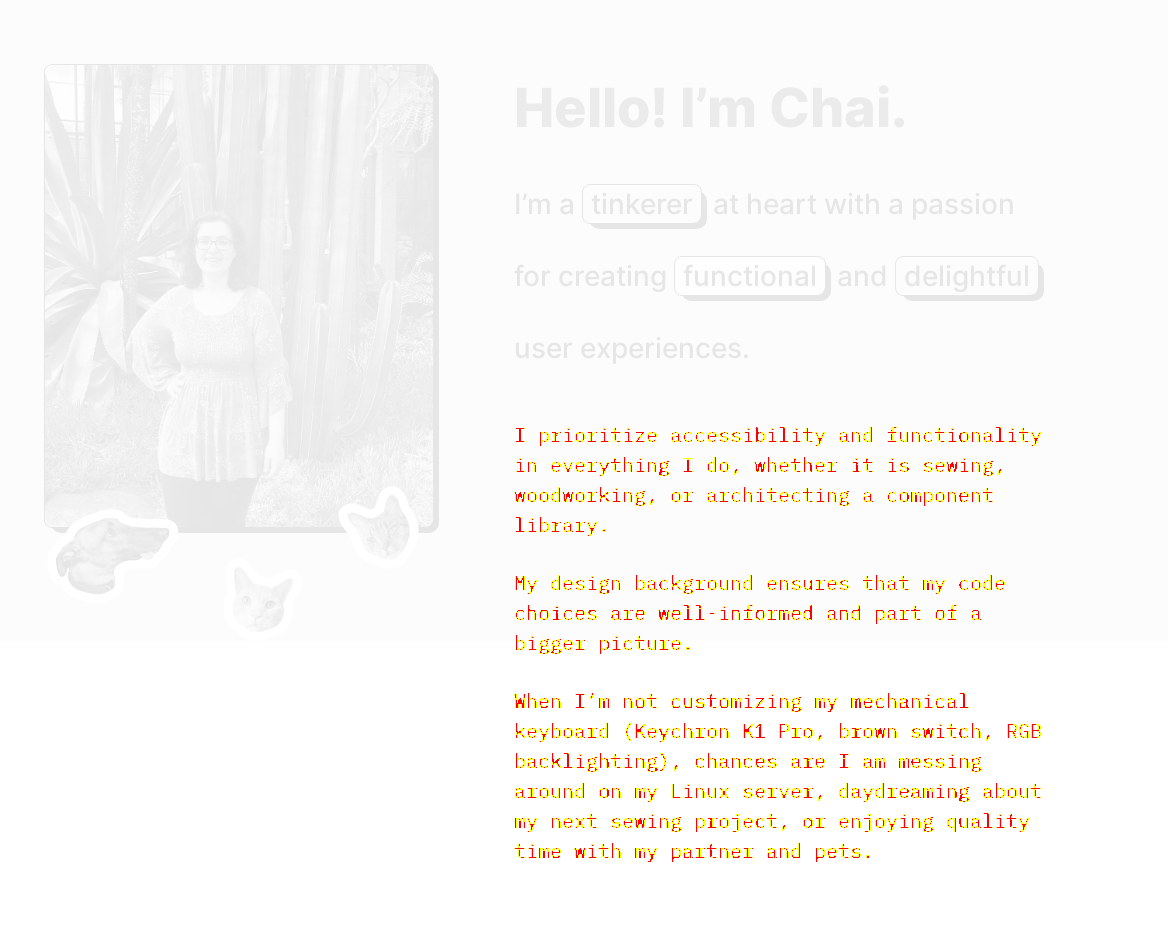 Hello! I’m Chai.
I’m a tinkerer at heart with a passion
for creating functional and delightful
user experiences.
I prioritize accessibility and functionality
in everything I do, whether it is sewing,
woodworking, or architecting a component
library.
My design background ensures that my code
choices are well-informed and part of a
bigger picture.
When I’m not customizing my mechanical
keyboard (Keychron K1 Pro, brown switch, RGB
backlighting), chances are I am messing
around on my Linux server, daydreaming about
my next sewing project, or enjoying quality
time with my partner and pets.